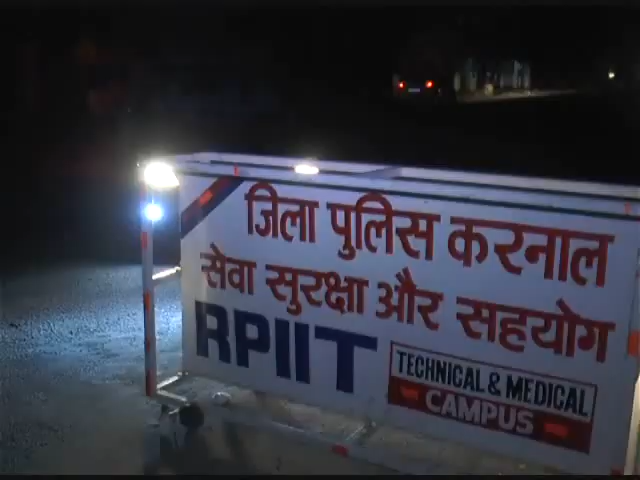 जिला पुलिस करनाल
सेवा सुरक्षा और सहयोग
RPIIT
TECHNICAL & MEDICAL
CAMPUS